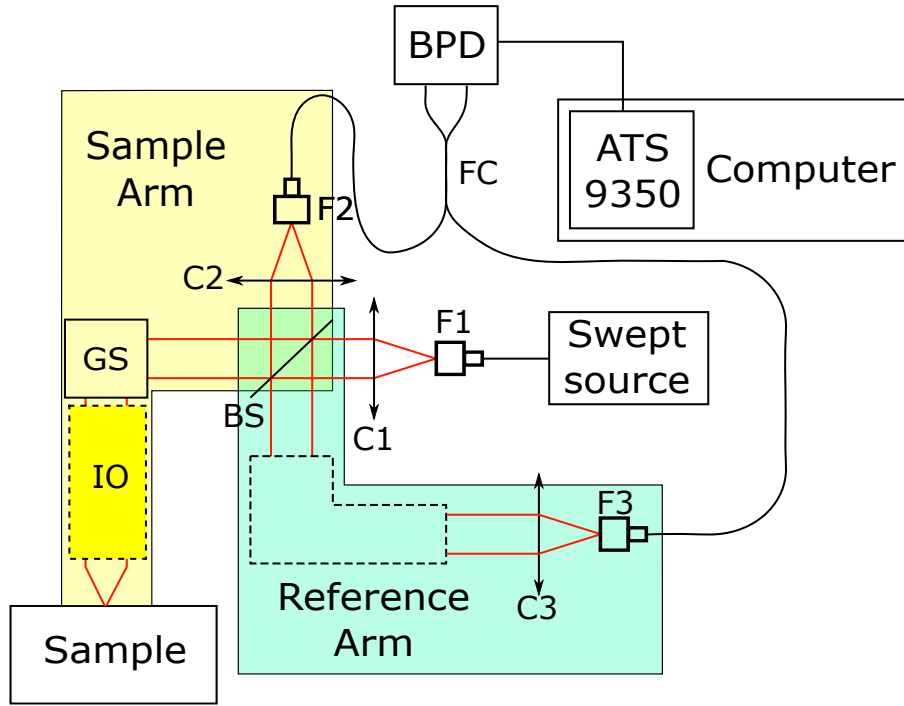 BPD
Sample
Arm
FC
ATS
9350
Computer
F2
C2
F1
Swept
source
GS
BS
C1
IO
F3
C3
Reference
Arm
Sample